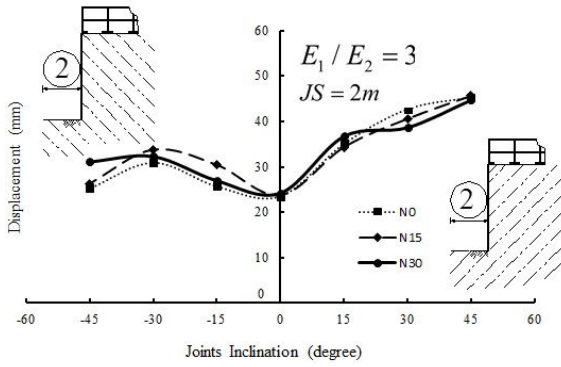 60
50
40
30
20
10
0
Displacement (mm)
E₁ / E₂ = 3
JS = 2m
2
2
N0
N15
N30
-60 -45 -30 -15 0 15 30 45 60
Joints Inclination (degree)